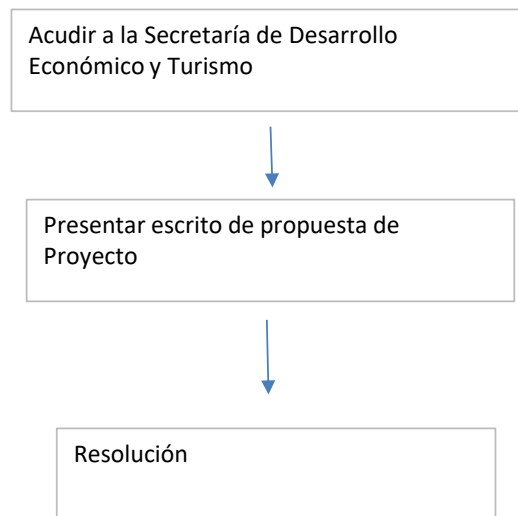 Acudir a la Secretaría de Desarrollo
Económico y Turismo
Presentar escrito de propuesta de
Proyecto
Resolución